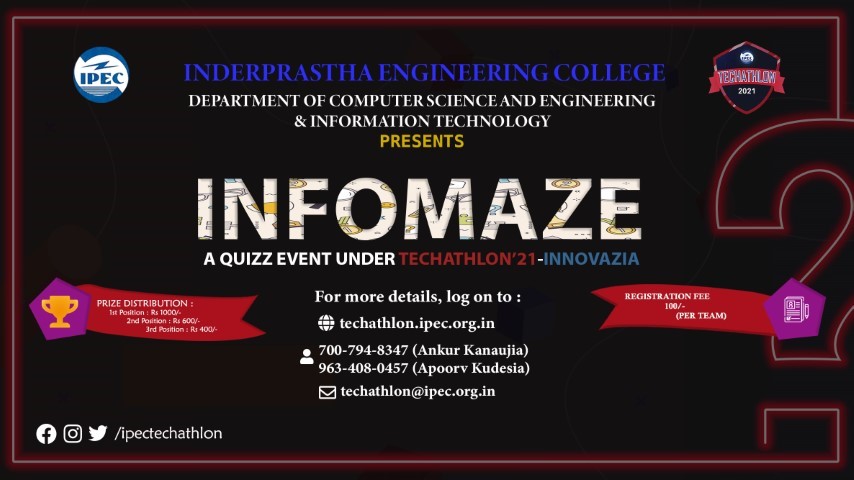 IPEC
INDERPRASTHA ENGINEERING COLLEGE
TECHATHLON
2021
DEPARTMENT OF COMPUTER SCIENCE AND ENGINEERING
& INFORMATION TECHNOLOGY
PRESENTS
INFOMAZE
A QUIZZ EVENT UNDER TECHATHLON'21-INNOVAZIA
PRIZE DISTRIBUTION :
1st Position : Rs 1000/-
2nd Position : Rs 600/-
3rd Position : Rs 400/-
For more details, log on to :
techathlon.ipec.org.in
700-794-8347 (Ankur Kanaujia)
963-408-0457 (Apoorv Kudesia)
techathlon@ipec.org.in
REGISTRATION FEE
100/-
(PER TEAM)
/ipectechathlon